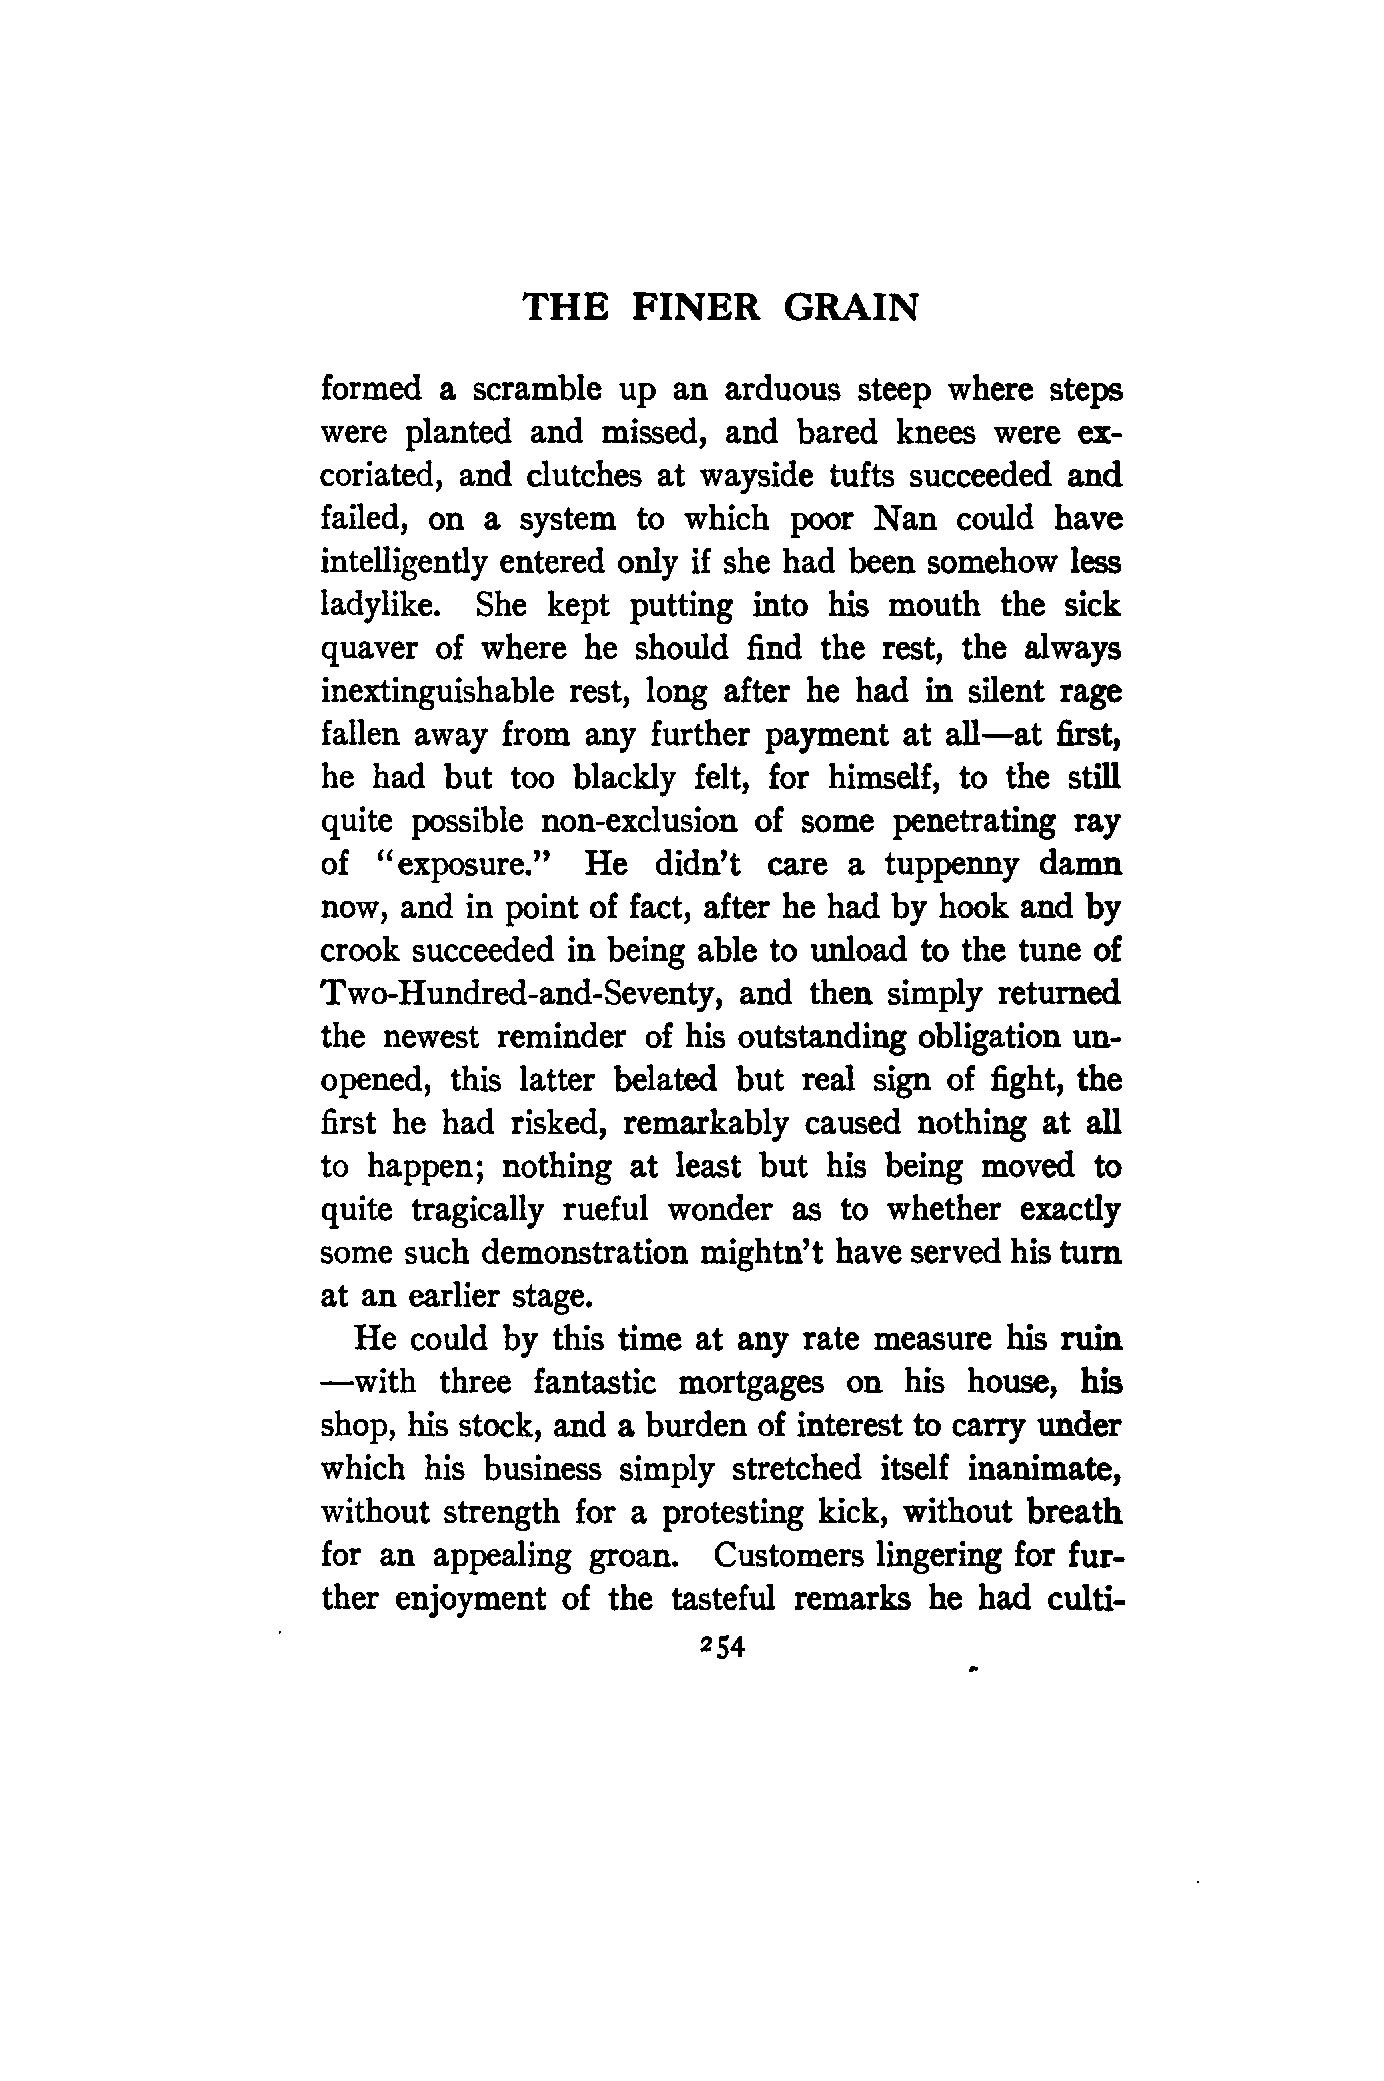 THE FINER GRAIN
formed a scramble up an arduous steep where steps
were planted and missed, and bared knees were ex-
coriated, and clutches at wayside tufts succeeded and
failed, on a system to which poor Nan could have
intelligently entered only if she had been somehow less
ladylike. She kept putting into his mouth the sick
quaver of where he should find the rest, the always
inextinguishable rest, long after he had in silent rage
fallen away from any further payment at all—at first,
he had but too blackly felt, for himself, to the still
quite possible non-exclusion of some penetrating ray
of “exposure.” He didn’t care a tuppenny damn
now, and in point of fact, after he had by hook and by
crook succeeded in being able to unload to the tune of
Two-Hundred-and-Seventy, and then simply returned
the newest reminder of his outstanding obligation un-
opened, this latter belated but real sign of fight, the
first he had risked, remarkably caused nothing at all
to happen; nothing at least but his being moved to
quite tragically rueful wonder as to whether exactly
some such demonstration mightn’t have served his turn
at an earlier stage.
He could by this time at any rate measure his ruin
—with three fantastic mortgages on his house, his
shop, his stock, and a burden of interest to carry under
which his business simply stretched itself inanimate,
without strength for a protesting kick, without breath
for an appealing groan. Customers lingering for fur-
ther enjoyment of the tasteful remarks he had culti-
254